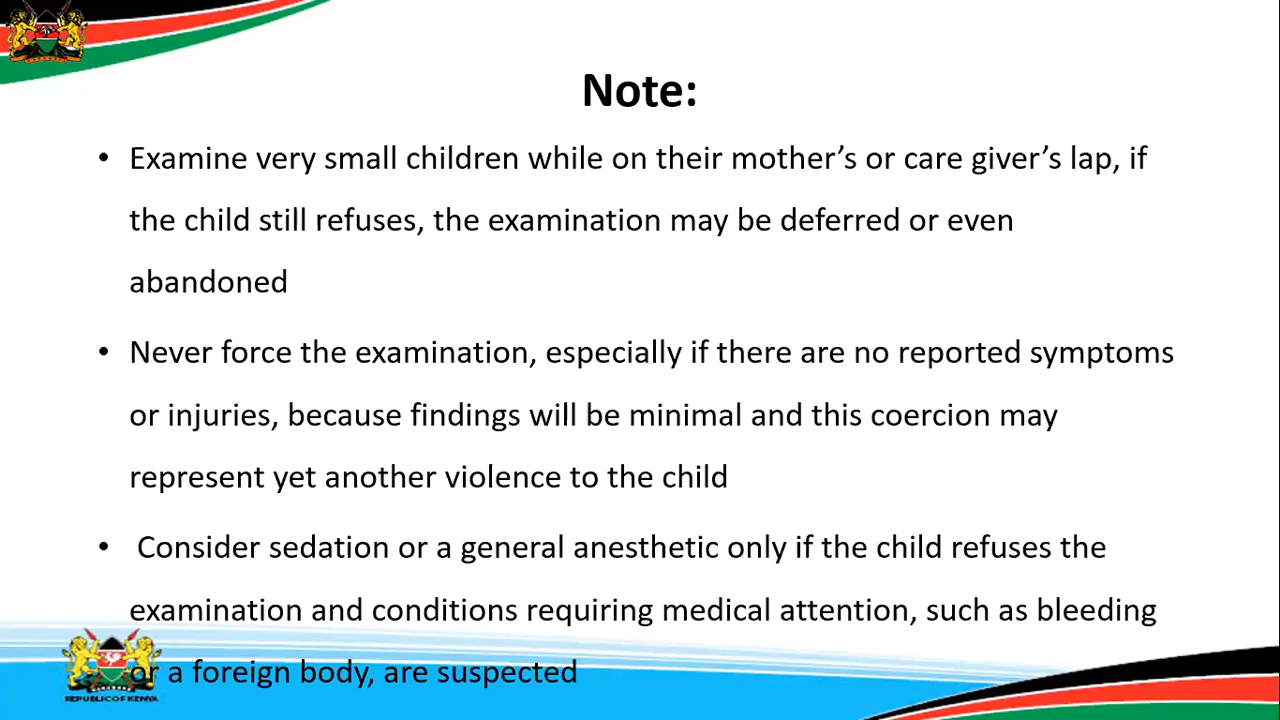 Note:
• Examine very small children while on their mother’s or care giver’s lap, if
the child still refuses, the examination may be deferred or even
abandoned
• Never force the examination, especially if there are no reported symptoms
or injuries, because findings will be minimal and this coercion may
represent yet another violence to the child
• Consider sedation or a general anesthetic only if the child refuses the
examination and conditions requiring medical attention, such as bleeding
or a foreign body, are suspected
REPUBLIC OF KENYA